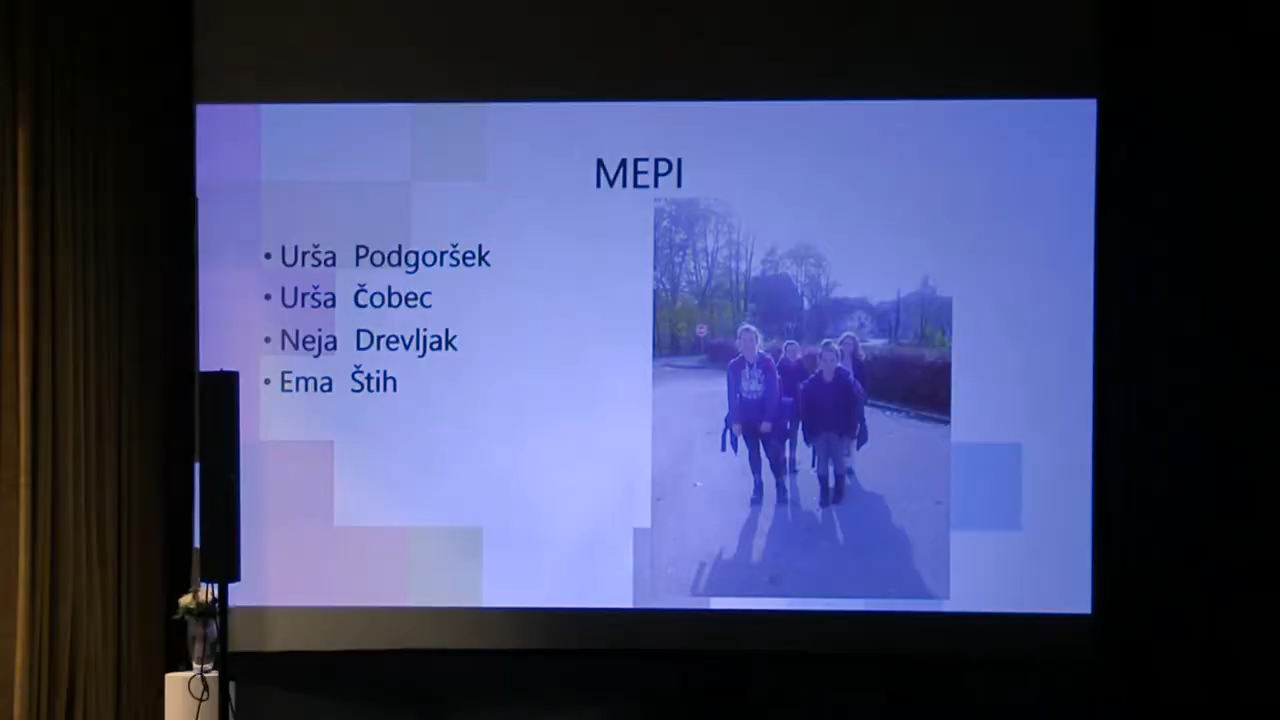 MEPI
• Urša Podgoršek
• Urša Čobec
• Neja Drevljak
• Ema Štih